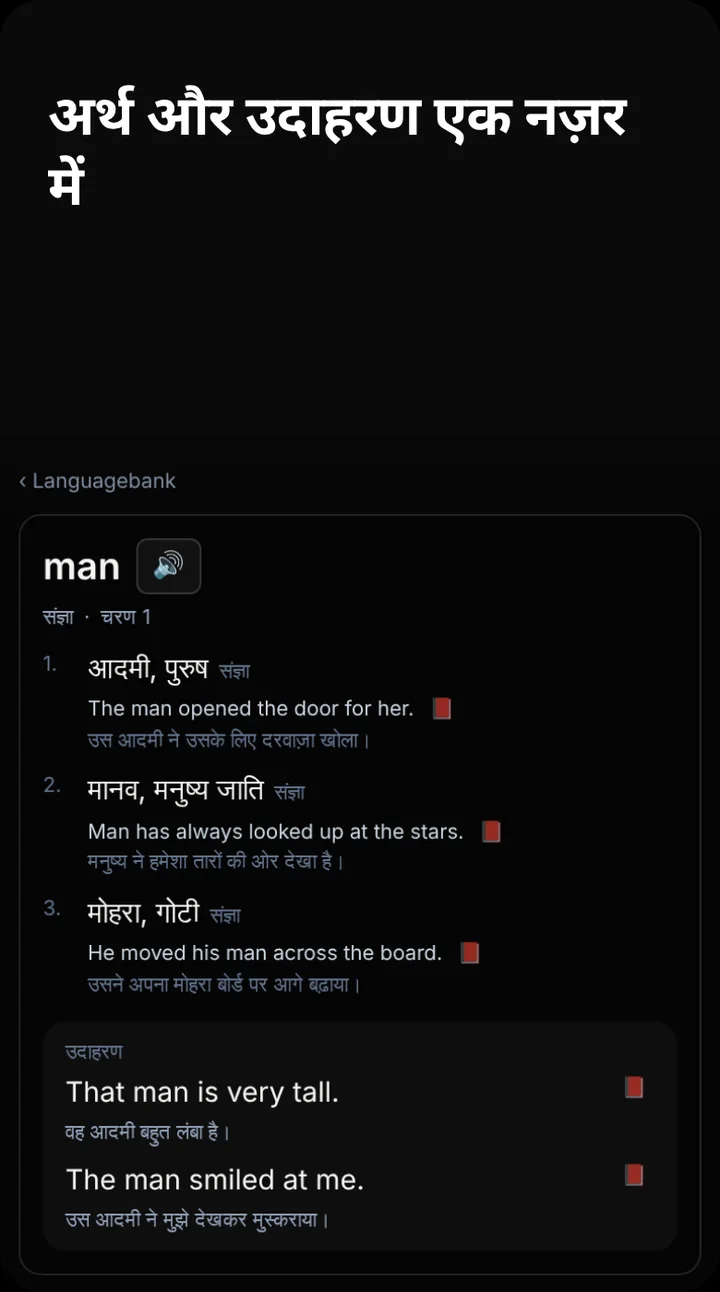 अर्थ और उदाहरण एक नज़र
में
‹ Languagebank
man
संज्ञा · चरण 1
1. आदमी, पुरुष संज्ञा
The man opened the door for her.
उस आदमी ने उसके लिए दरवाज़ा खोला।
2. मानव, मनुष्य जाति संज्ञा
Man has always looked up at the stars.
मनुष्य ने हमेशा तारों की ओर देखा है।
3. मोहरा, गोटी संज्ञा
He moved his man across the board.
उसने अपना मोहरा बोर्ड पर आगे बढ़ाया।
उदाहरण
That man is very tall.
वह आदमी बहुत लंबा है।
The man smiled at me.
उस आदमी ने मुझे देखकर मुस्कराया।